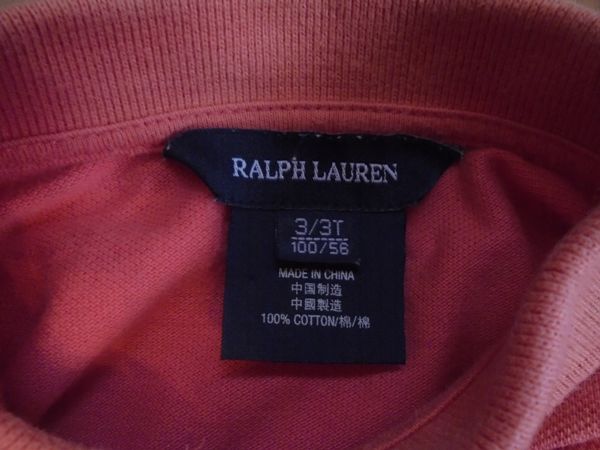 RALPH LAUREN
3/3T
100/56
MADE IN CHINA
中国制造
中國製造
100% COTTON/棉/棉